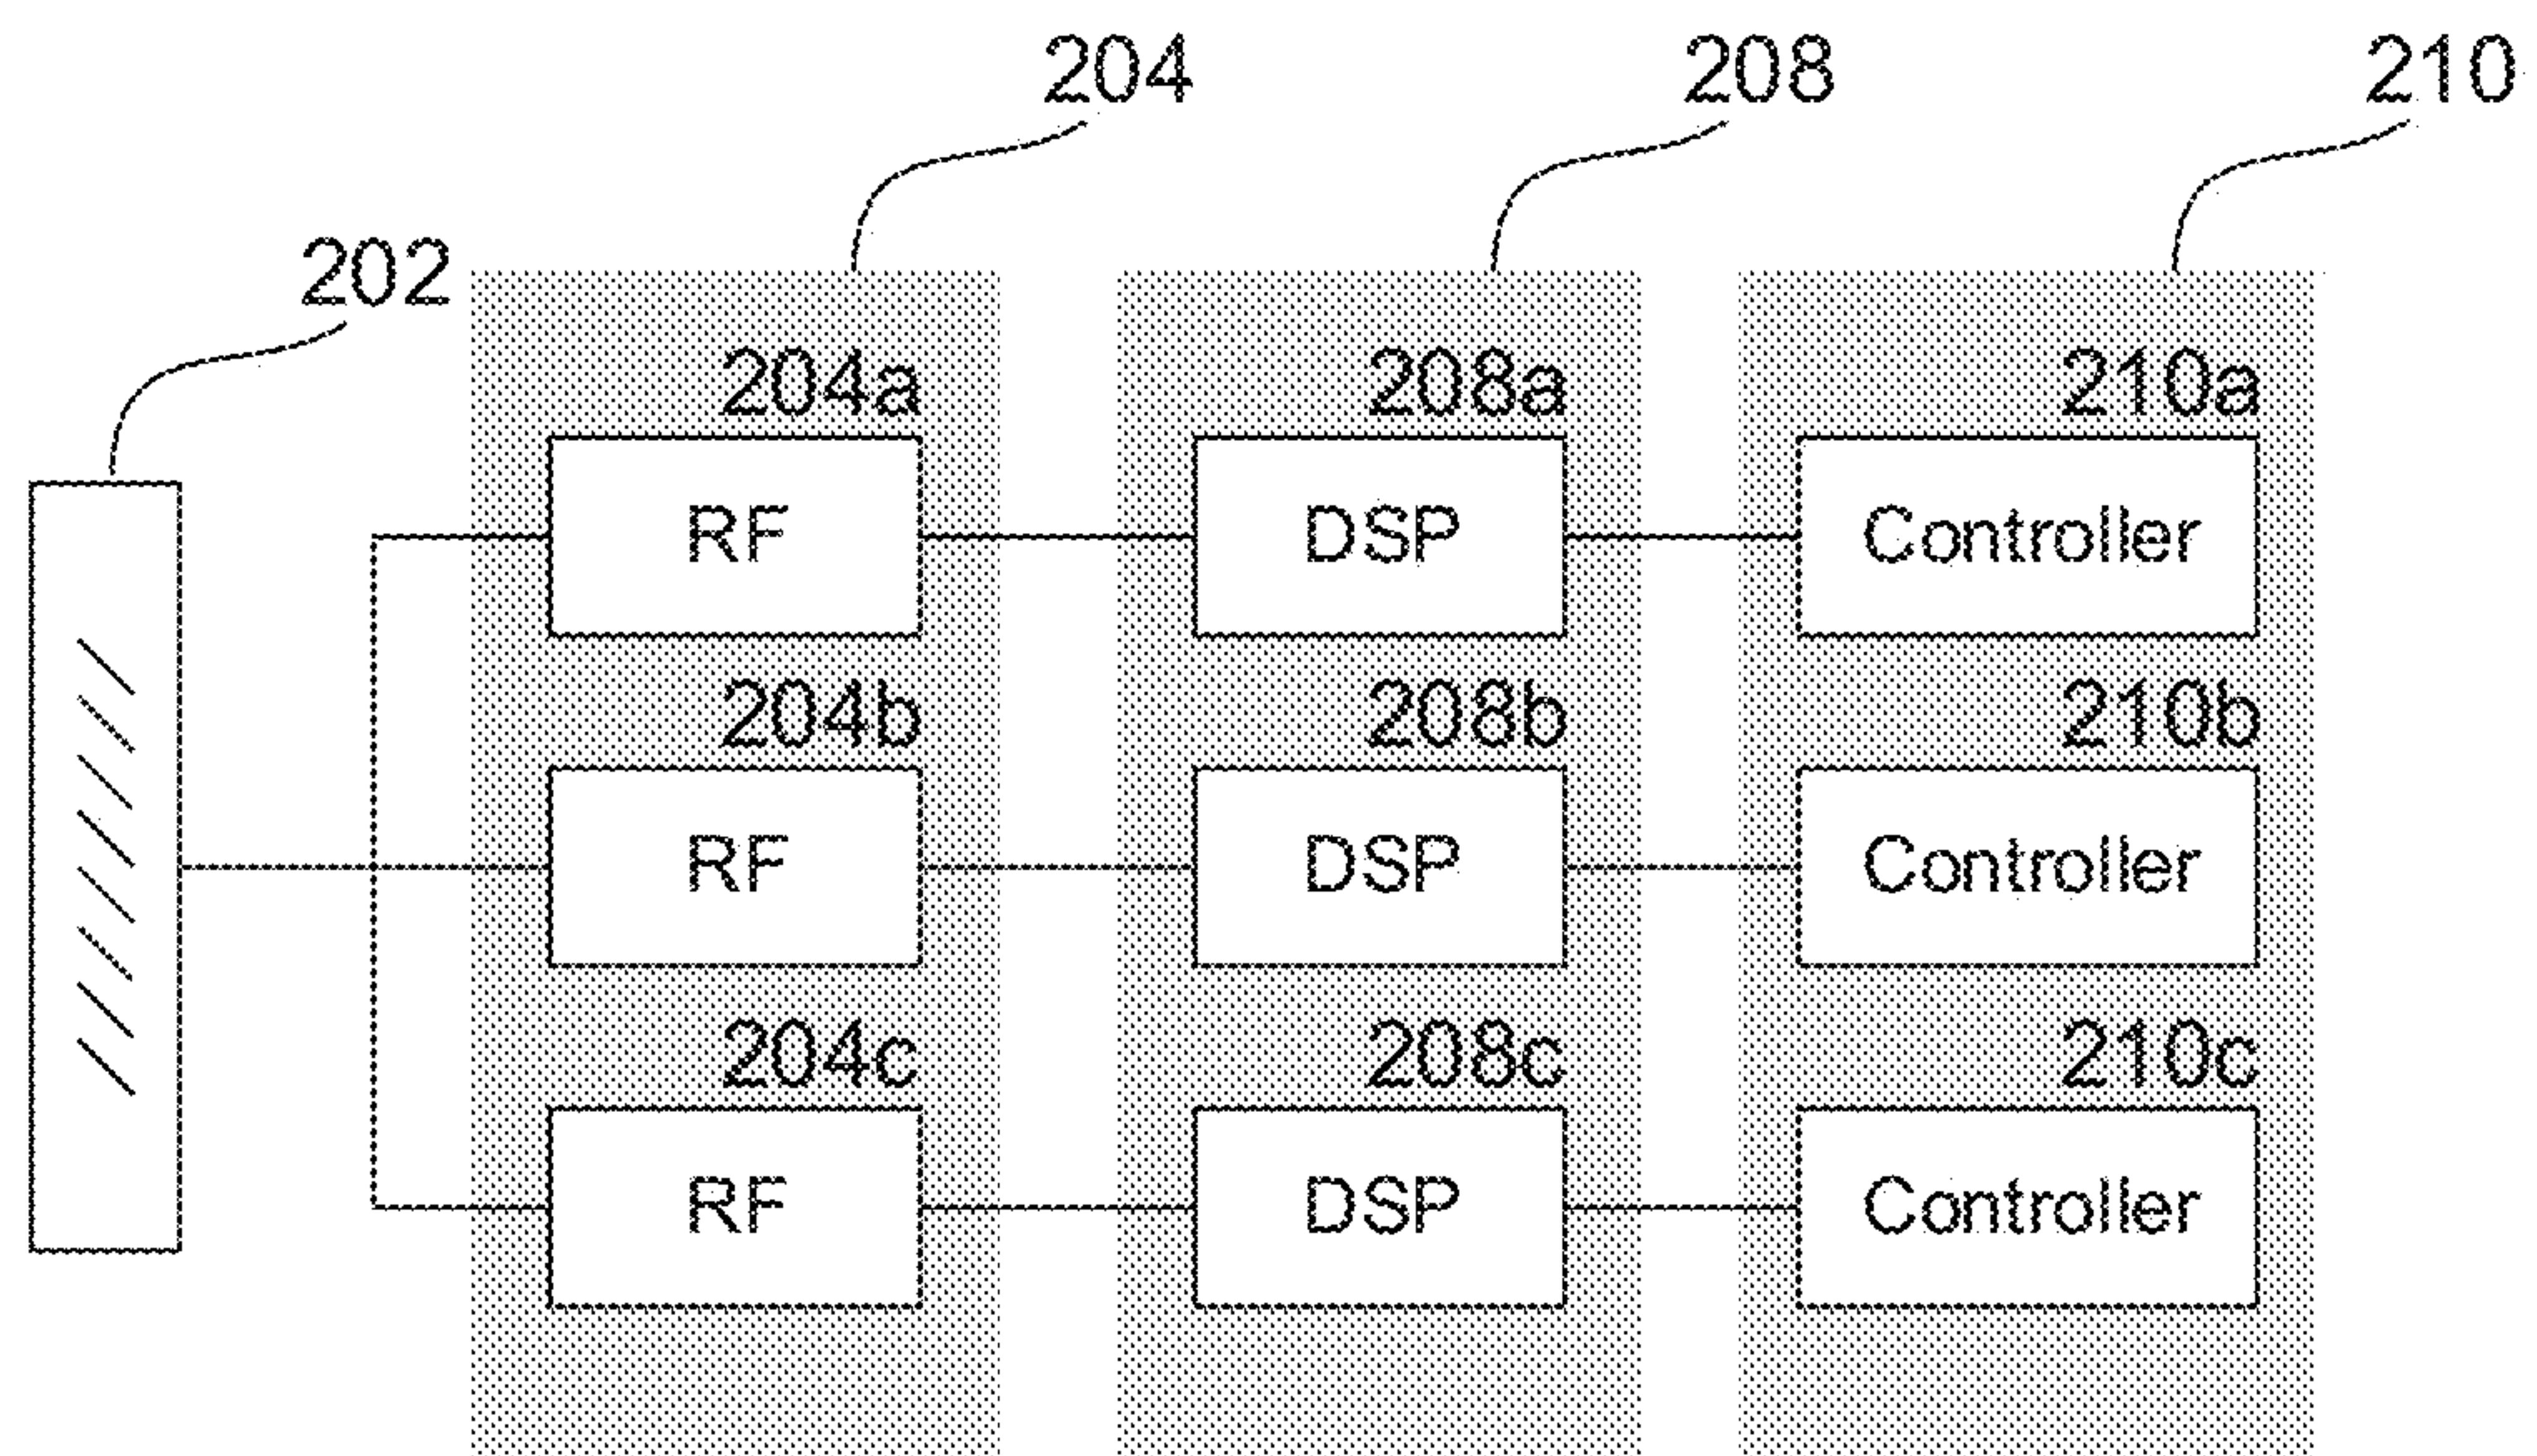 204 208 210
202
204a 208a 210a
RF DSP Controller
204b 208b 210b
RF DSP Controller
204c 208c 210c
RF DSP Controller